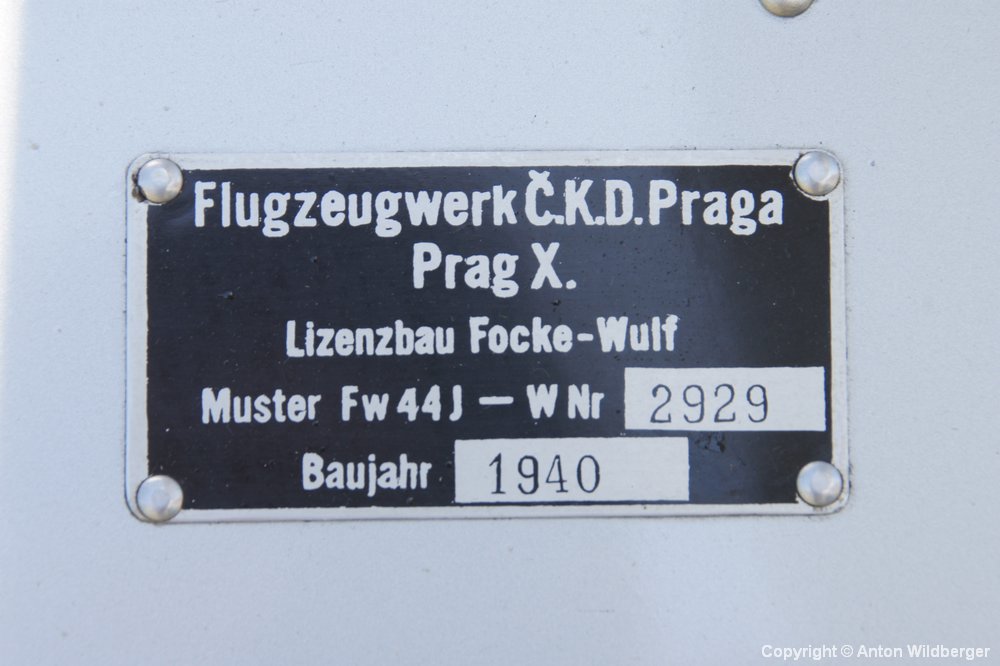 Flugzeugwerk Č.K.D. Praga
Prag X.
Lizenzbau Focke-Wulf
Muster Fw 44 J — W Nr 2929
Baujahr 1940
Copyright © Anton Wildberger